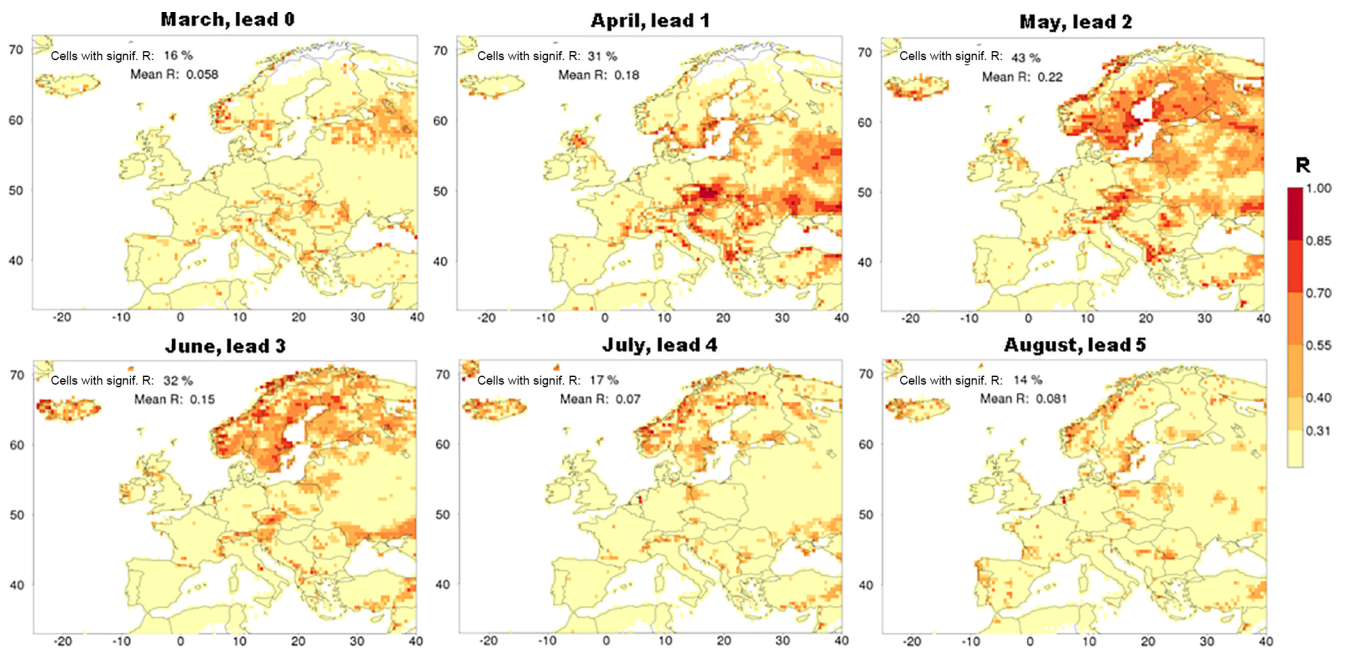 March, lead 0
Cells with signif. R: 16 %
Mean R: 0.058
70
60
50
40
-20 -10 0 10 20 30 40
April, lead 1
Cells with signif. R: 31 %
Mean R: 0.18
70
60
50
40
-20 -10 0 10 20 30 40
May, lead 2
Cells with signif. R: 43 %
Mean R: 0.22
70
60
50
40
-20 -10 0 10 20 30 40
R
1.00
0.85
0.70
0.55
0.40
0.31
June, lead 3
Cells with signif. R: 32 %
Mean R: 0.15
70
60
50
40
-20 -10 0 10 20 30 40
July, lead 4
Cells with signif. R: 17 %
Mean R: 0.07
70
60
50
40
-20 -10 0 10 20 30 40
August, lead 5
Cells with signif. R: 14 %
Mean R: 0.081
70
60
50
40
-20 -10 0 10 20 30 40